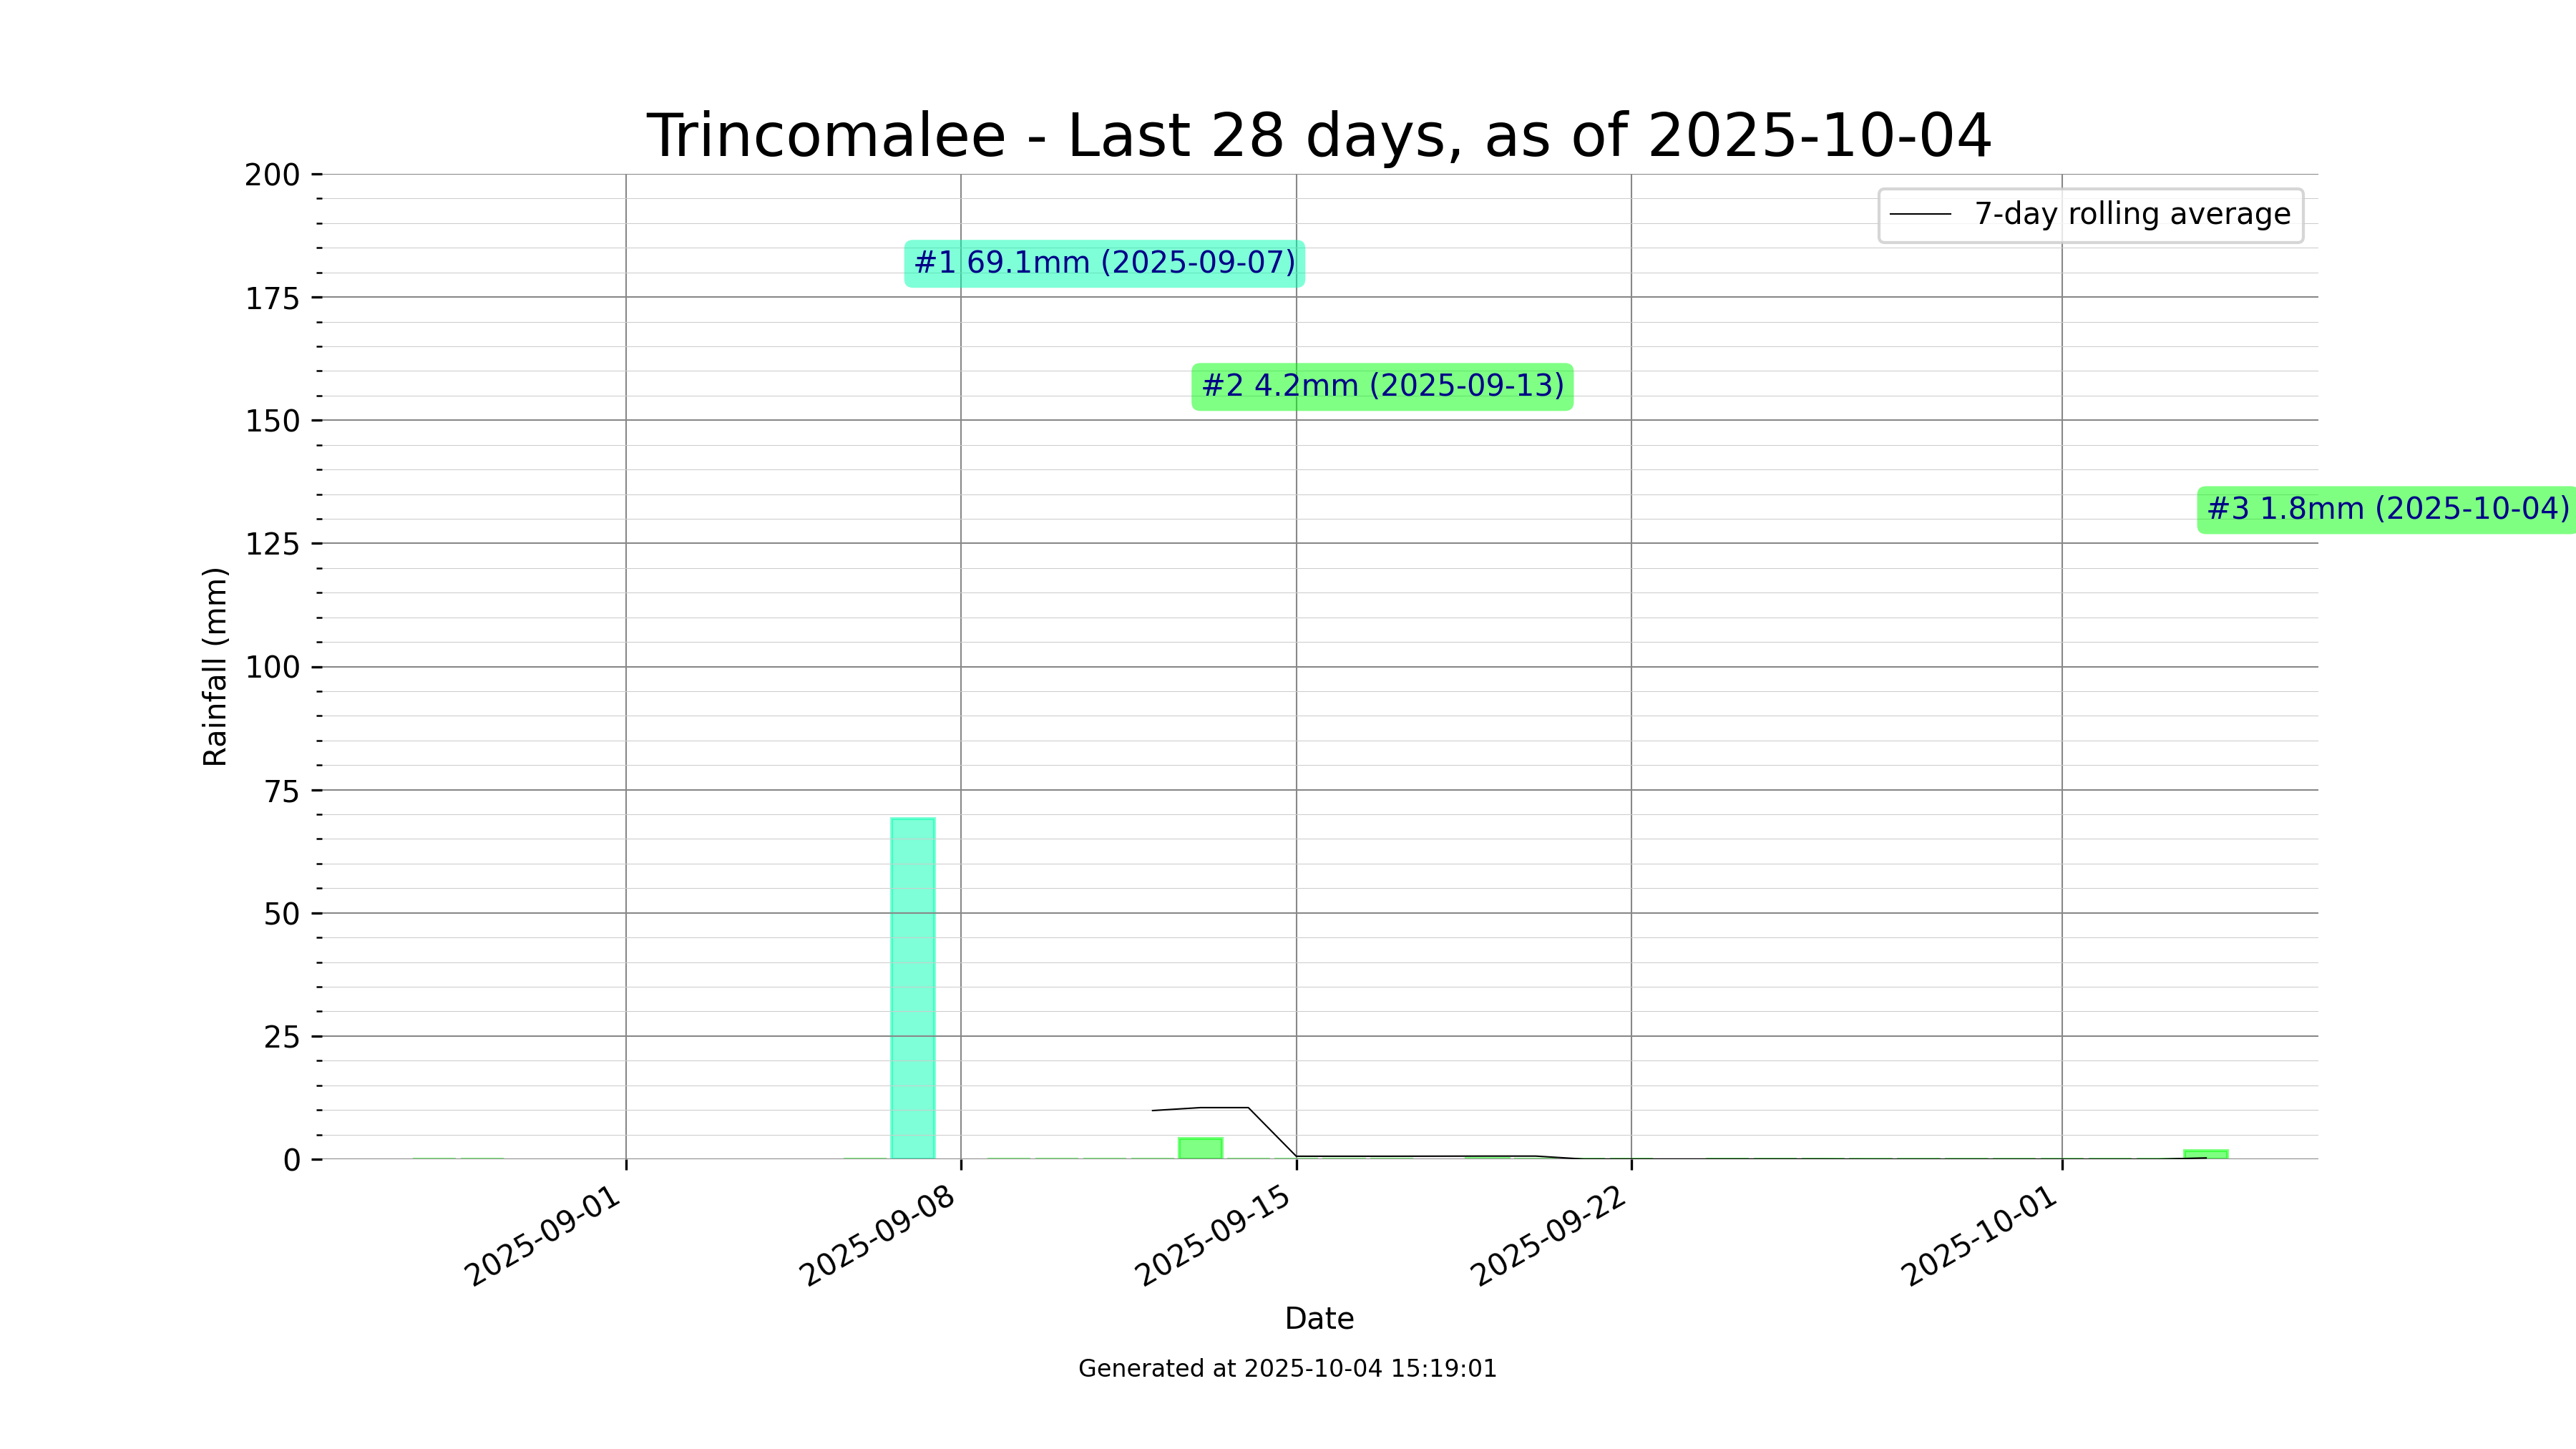 Trincomalee - Last 28 days, as of 2025-10-04
200
175
150
125
100
75
50
25
0
Rainfall (mm)
7-day rolling average
#1 69.1mm (2025-09-07)
#2 4.2mm (2025-09-13)
#3 1.8mm (2025-10-04)
2025-09-01
2025-09-08
2025-09-15
2025-09-22
2025-10-01
Date
Generated at 2025-10-04 15:19:01